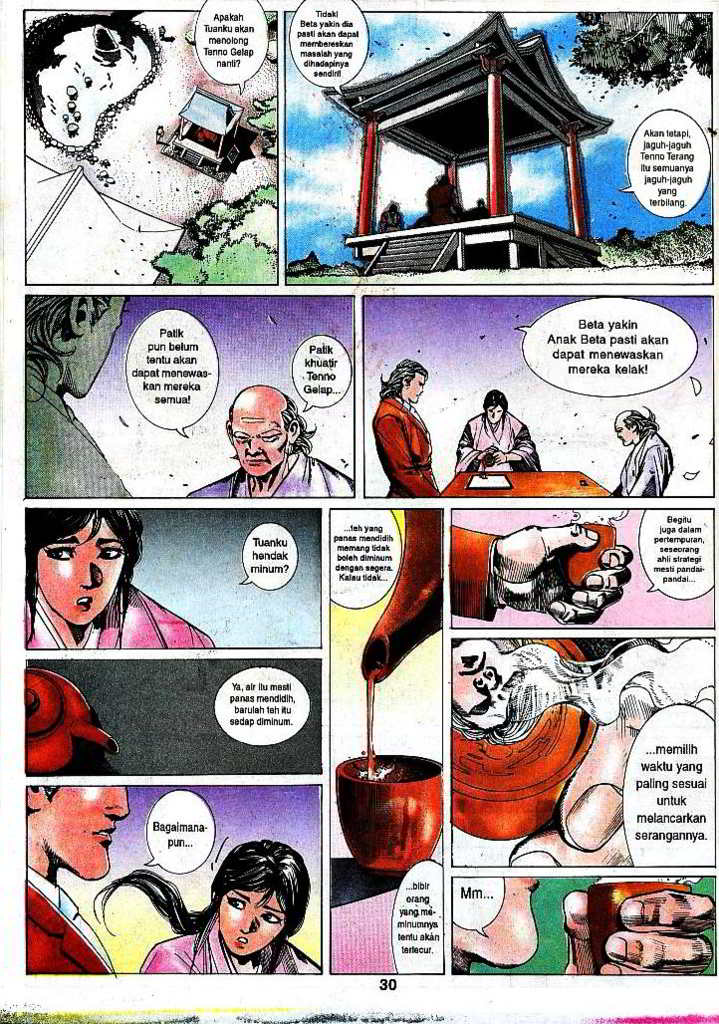 Apakah
Tuanku akan
menolong
Tenno Gelap
nanti?
Tidak!
Beta yakin dia
pasti akan dapat
membereskan
masalah yang
dihadapinya
sendiri!
Akan tetapi,
jaguh-jaguh
Tenno Terang
itu semuanya
jaguh-jaguh
yang
terbilang.
Patik
pun belum
tentu akan
dapat menewas-
kan mereka
semua!
Patik
khuatir
Tenno
Gelap...
Beta yakin
Anak Beta pasti akan
dapat menewaskan
mereka kelak!
Tuanku
hendak
minum?
Ya, air itu mesti
panas mendidih,
barulah teh itu
sedap diminum.
Bagaimana-
pun...
...teh yang
panas mendidih
memang tidak
boleh diminum
dengan segera.
Kalau tidak...
...bibir
orang
yang me-
minumnya
tentu akan
terlecur.
Begitu
juga dalam
pertempuran,
seseorang
ahli strategi
mesti pandai-
pandai...
...memilih
waktu yang
paling sesuai
untuk
melancarkan
serangannya.
Mm...
30